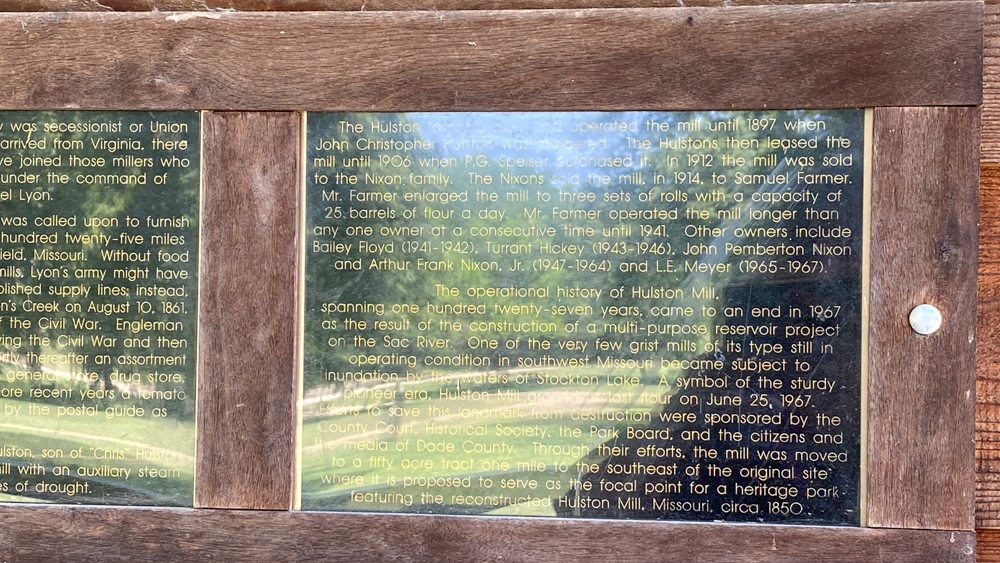 was secessionist or Union
arrived from Virginia, there
joined those millers who
under the command of
Lyon.
was called upon to furnish
hundred twenty-five miles
Missouri. Without food
mills, Lyon's army might have
supply lines; instead,
Creek on August 10, 1861.
the Civil War. Engleman
the Civil War and then
thereafter an assortment
general store, drug store,
more recent years a tomato
by the postal guide as
son of "Chris" Hulston
mill with an auxiliary steam
of drought.
The Hulston operated the mill until 1897 when
John Christopher Hulston was The Hulstons then leased the
mill until 1906 when P.G. Speiser purchased it. In 1912 the mill was sold
to the Nixon family. The Nixons sold the mill, in 1914, to Samuel Farmer.
Mr. Farmer enlarged the mill to three sets of rolls with a capacity of
25 barrels of flour a day. Mr. Farmer operated the mill longer than
any one owner at a consecutive time until 1941. Other owners include
Bailey Floyd (1941-1942), Turrant Hickey (1943-1946), John Pemberton Nixon
and Arthur Frank Nixon, Jr. (1947-1964) and L.E. Meyer (1965-1967).
The operational history of Hulston Mill,
spanning one hundred twenty-seven years, came to an end in 1967
as the result of the construction of a multi-purpose reservoir project
on the Sac River. One of the very few grist mills of its type still in
operating condition in southwest Missouri became subject to
inundation by the waters of Stockton Lake. A symbol of the sturdy
pioneer era, Hulston Mill ground its last flour on June 25, 1967.
Efforts to save this landmark from destruction were sponsored by the
County Court, Historical Society, the Park Board, and the citizens and
the media of Dade County. Through their efforts, the mill was moved
to a fifty acre tract one mile to the southeast of the original site
where it is proposed to serve as the focal point for a heritage park
featuring the reconstructed Hulston Mill, Missouri, circa 1850.